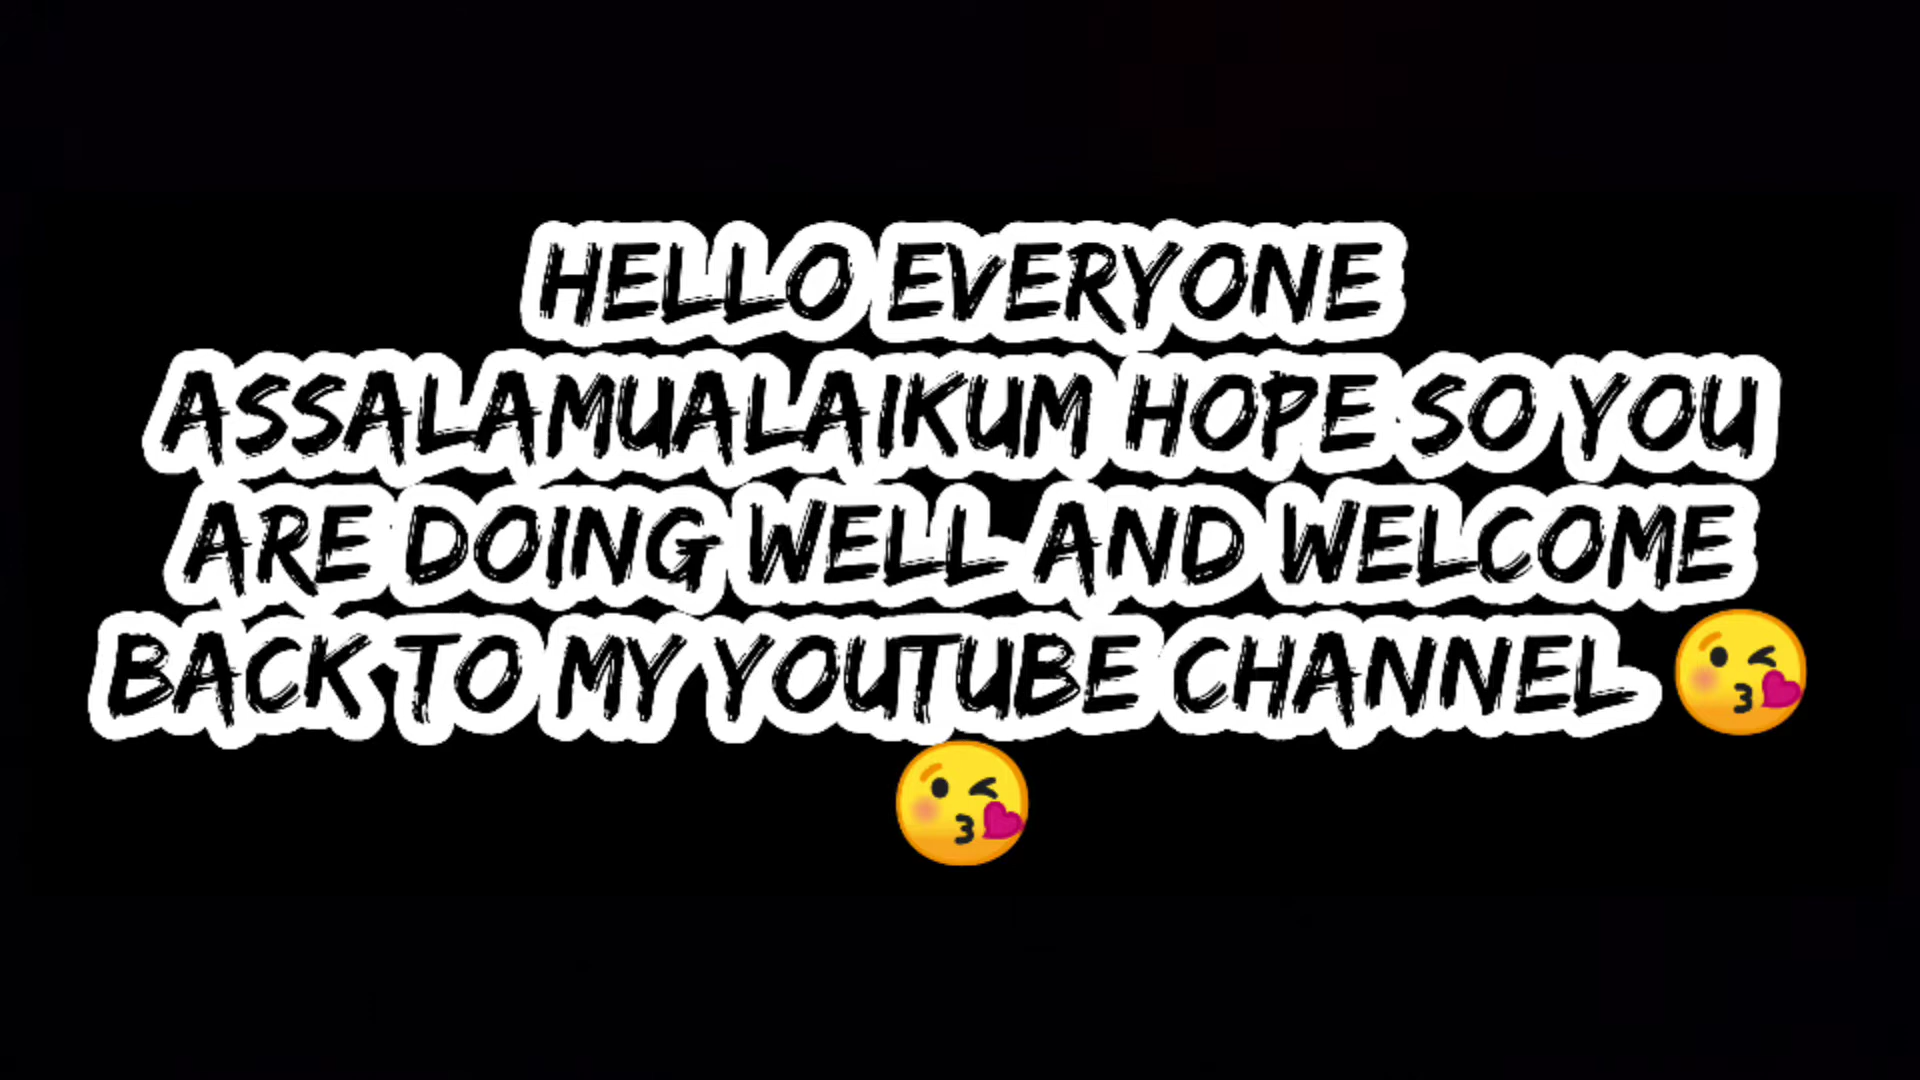 HELLO EVERYONE
ASSALAMUALAIKUM HOPE SO YOU
ARE DOING WELL AND WELCOME
BACK TO MY YOUTUBE CHANNEL 😘
😘